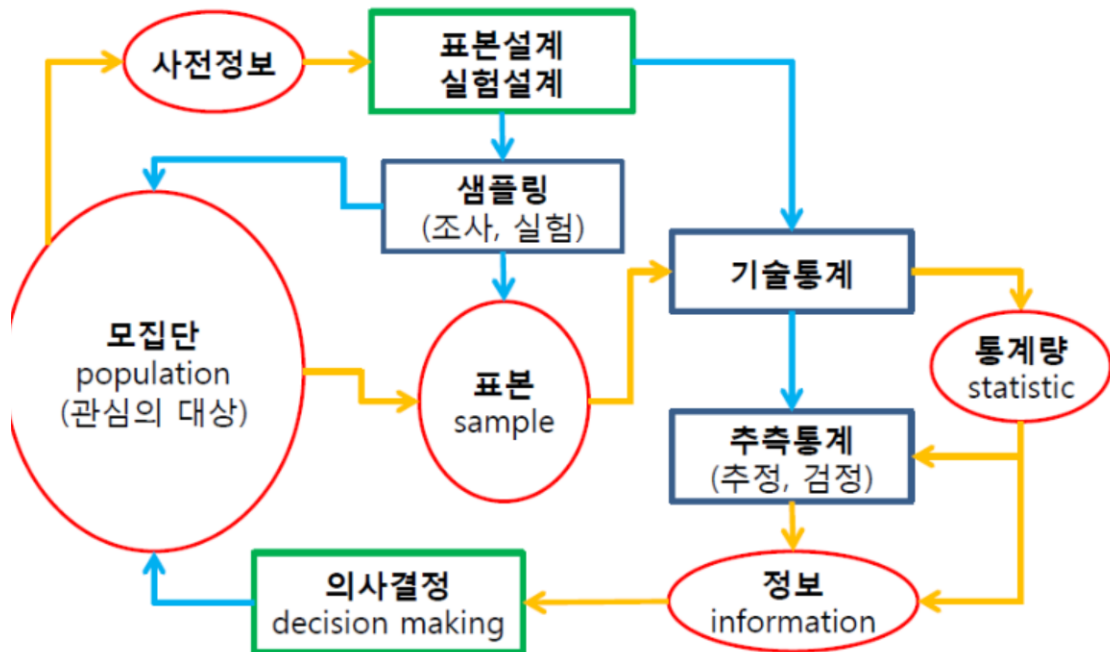 사전정보
표본설계
실험설계
샘플링
(조사, 실험)
기술통계
모집단
population
(관심의 대상)
표본
sample
통계량
statistic
추측통계
(추정, 검정)
의사결정
decision making
정보
information